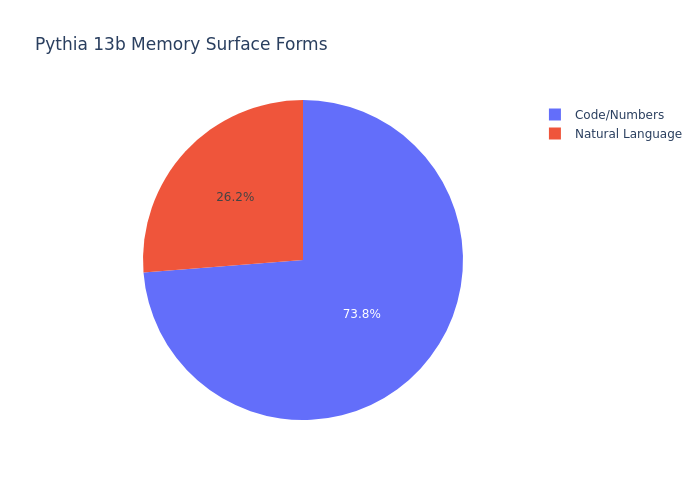 Pythia 13b Memory Surface Forms
Code/Numbers
Natural Language
26.2%
73.8%